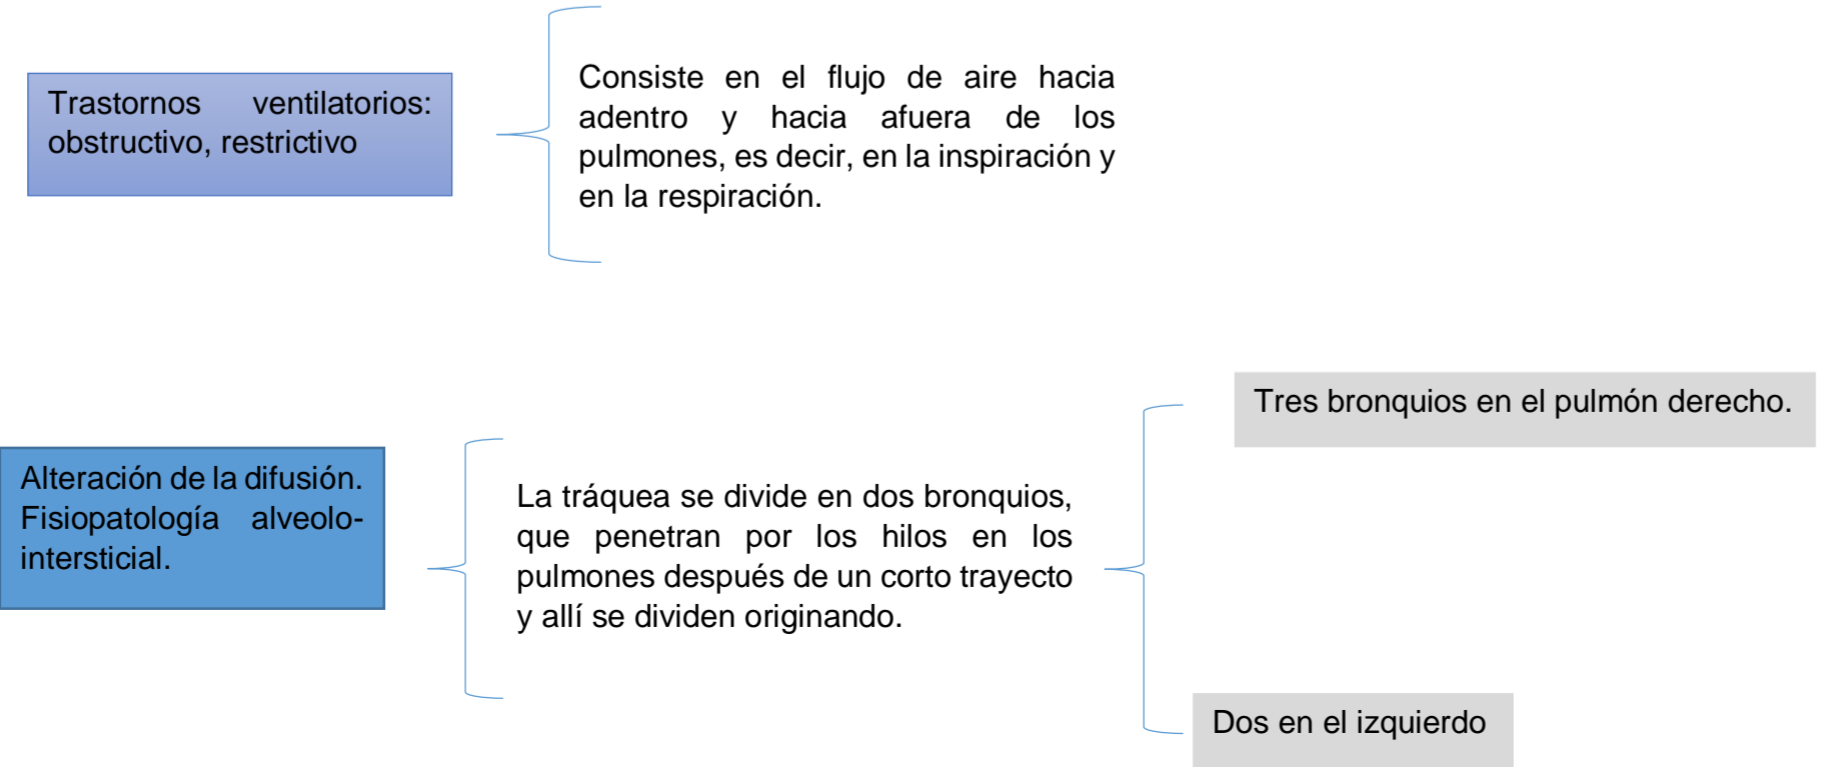 Trastornos ventilatorios:
obstructivo, restrictivo
Consiste en el flujo de aire hacia
adentro y hacia afuera de los
pulmones, es decir, en la inspiración y
en la respiración.
Alteración de la difusión.
Fisiopatología alveolo-
intersticial.
La tráquea se divide en dos bronquios,
que penetran por los hilos en los
pulmones después de un corto trayecto
y allí se dividen originando.
Tres bronquios en el pulmón derecho.
Dos en el izquierdo